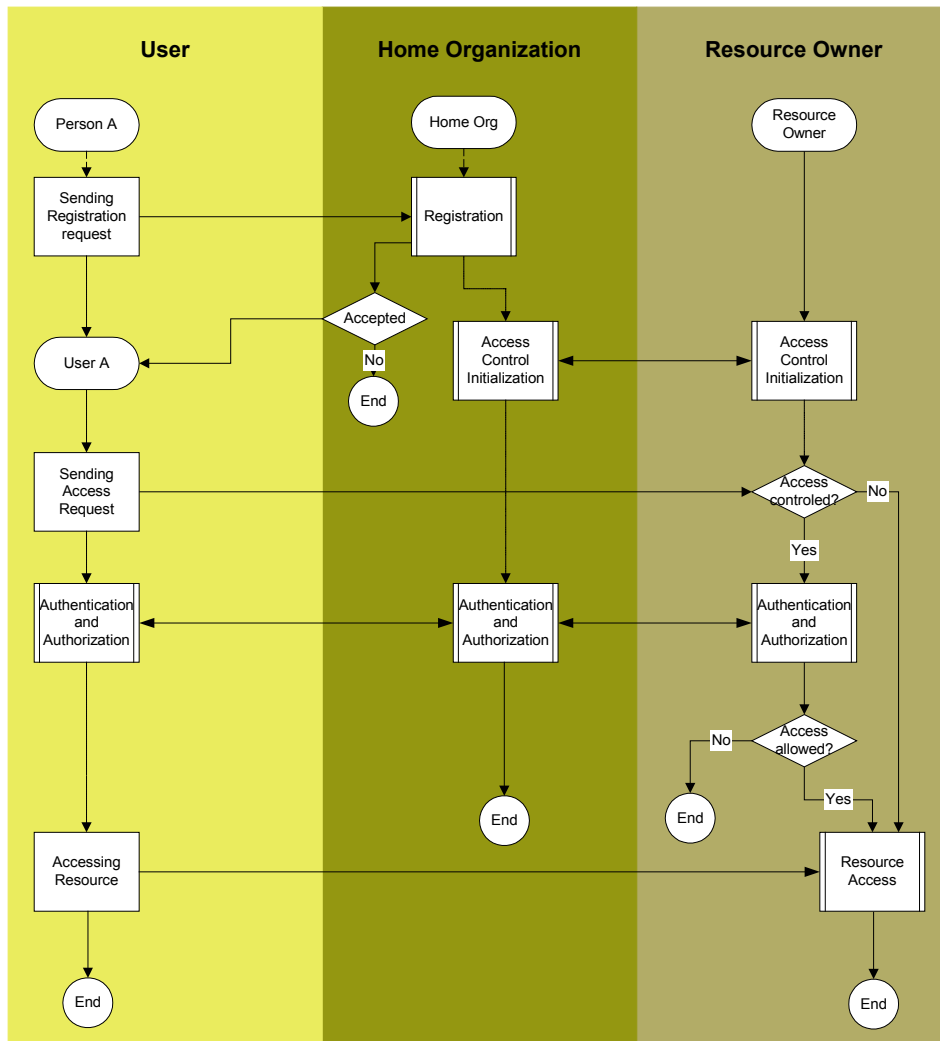 User
Home Organization
Resource Owner
Person A
Home Org
Resource
Owner
Sending
Registration
request
Registration
Accepted
User A
No
End
Access
Control
Initialization
Access
Control
Initialization
Sending
Access
Request
Access
controled?
No
Yes
Authentication
and
Authorization
Authentication
and
Authorization
Authentication
and
Authorization
No
Access
allowed?
Yes
End
End
Accessing
Resource
Resource
Access
End
End